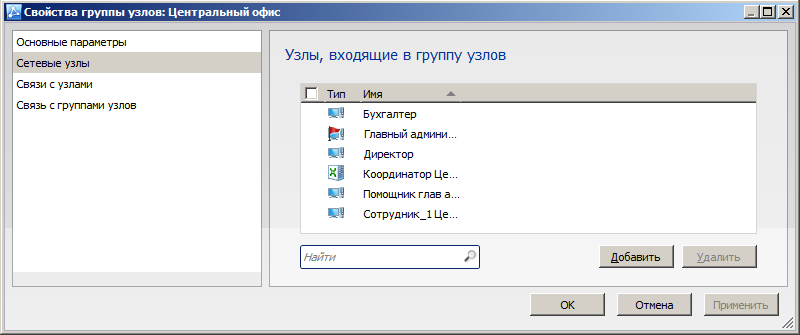 Свойства группы узлов: Центральный офис
Основные параметры
Сетевые узлы
Связи с узлами
Связь с группами узлов
Узлы, входящие в группу узлов
Тип Имя
Бухгалтер
Главный админи...
Директор
Координатор Це...
Помощник глав а...
Сотрудник_1 Це...
Найти
Добавить
Удалить
OK
Отмена
Применить